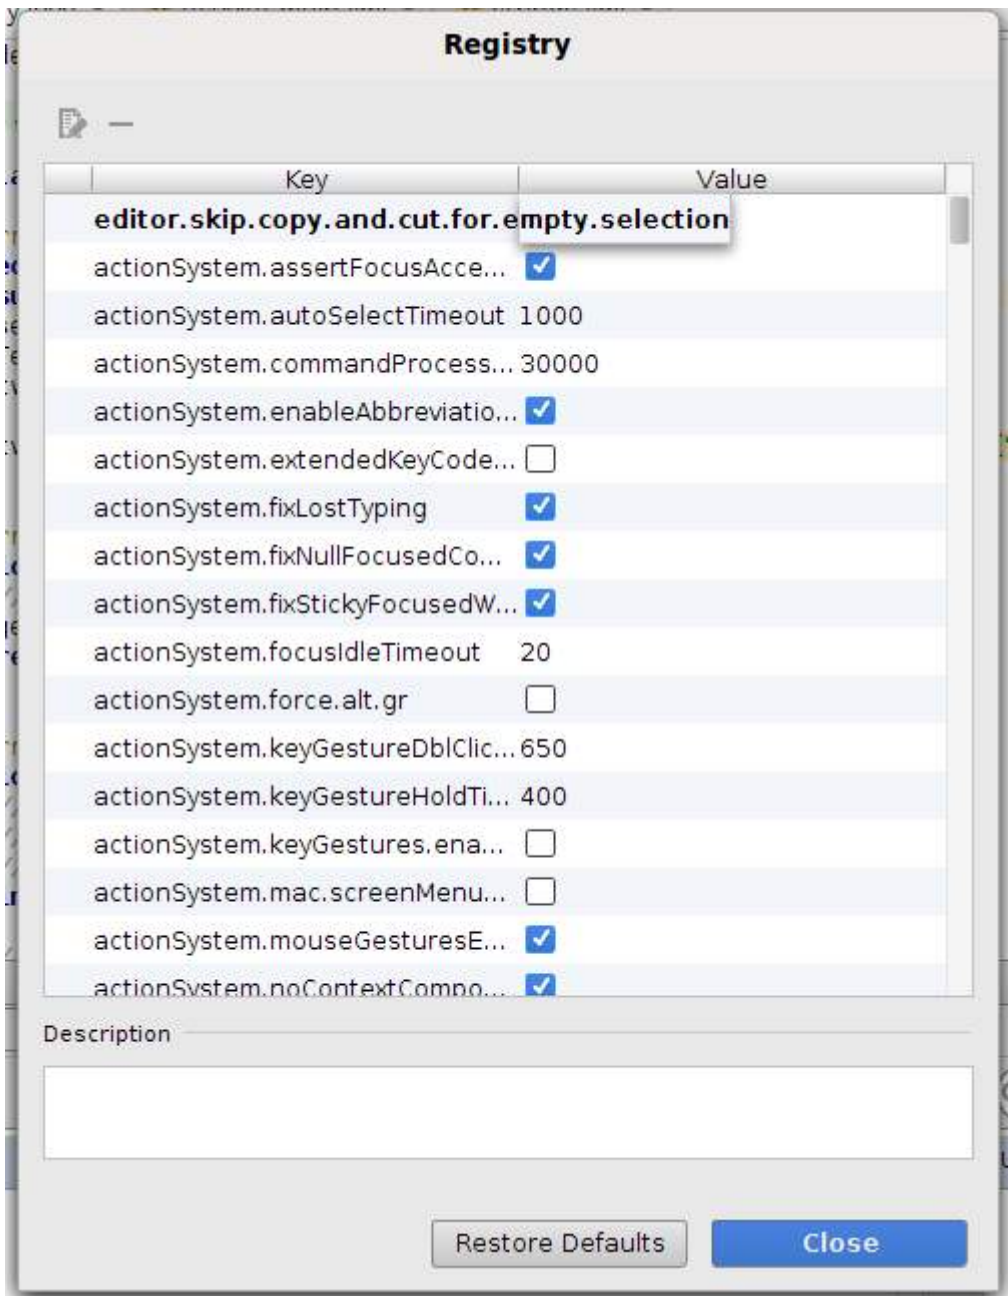 Registry
Key Value
editor.skip.copy.and.cut.for.empty.selection
actionSystem.assertFocusAcce...
actionSystem.autoSelectTimeout 1000
actionSystem.commandProcess... 30000
actionSystem.enableAbbreviatio...
actionSystem.extendedKeyCode...
actionSystem.fixLostTyping
actionSystem.fixNullFocusedCo...
actionSystem.fixStickyFocusedW...
actionSystem.focusIdleTimeout 20
actionSystem.force.alt.gr
actionSystem.keyGestureDblClic... 650
actionSystem.keyGestureHoldTi... 400
actionSystem.keyGestures.ena...
actionSystem.mac.screenMenu...
actionSystem.mouseGesturesE...
actionSystem.noContextCompo...
Description
Restore Defaults Close